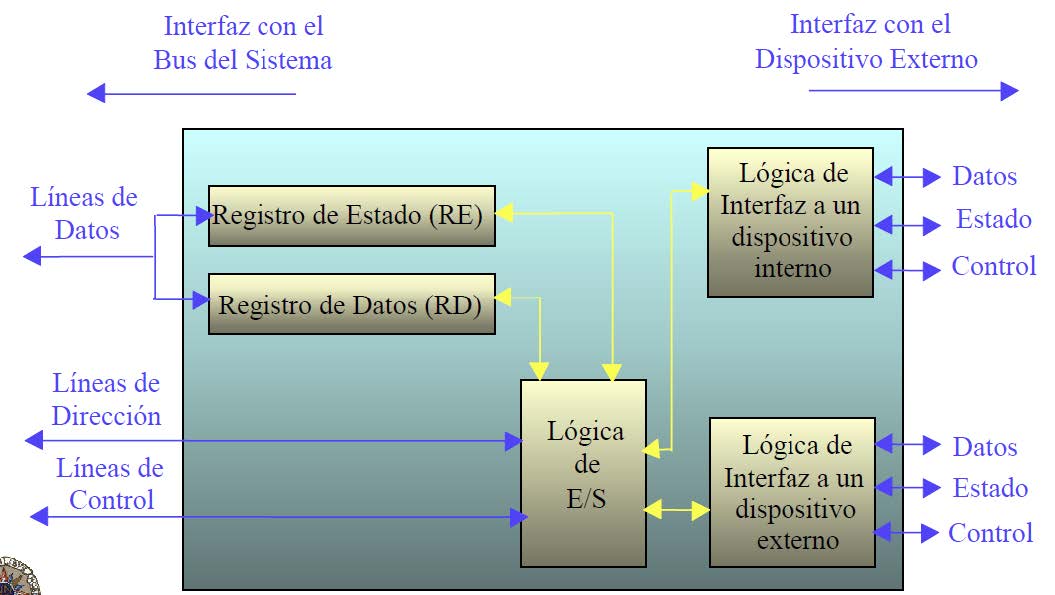 Interfaz con el
Bus del Sistema
Interfaz con el
Dispositivo Externo
Líneas de
Datos
Registro de Estado (RE)
Registro de Datos (RD)
Líneas de
Dirección
Líneas de
Control
Lógica
de
E/S
Lógica de
Interfaz a un
dispositivo
interno
Datos
Estado
Control
Lógica de
Interfaz a un
dispositivo
externo
Datos
Estado
Control